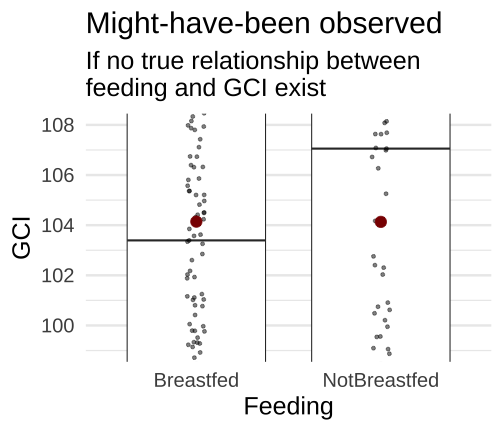 Might-have-been observed
If no true relationship between
feeding and GCI exist
108
106
104
102
100
GCI
Breastfed NotBreastfed
Feeding